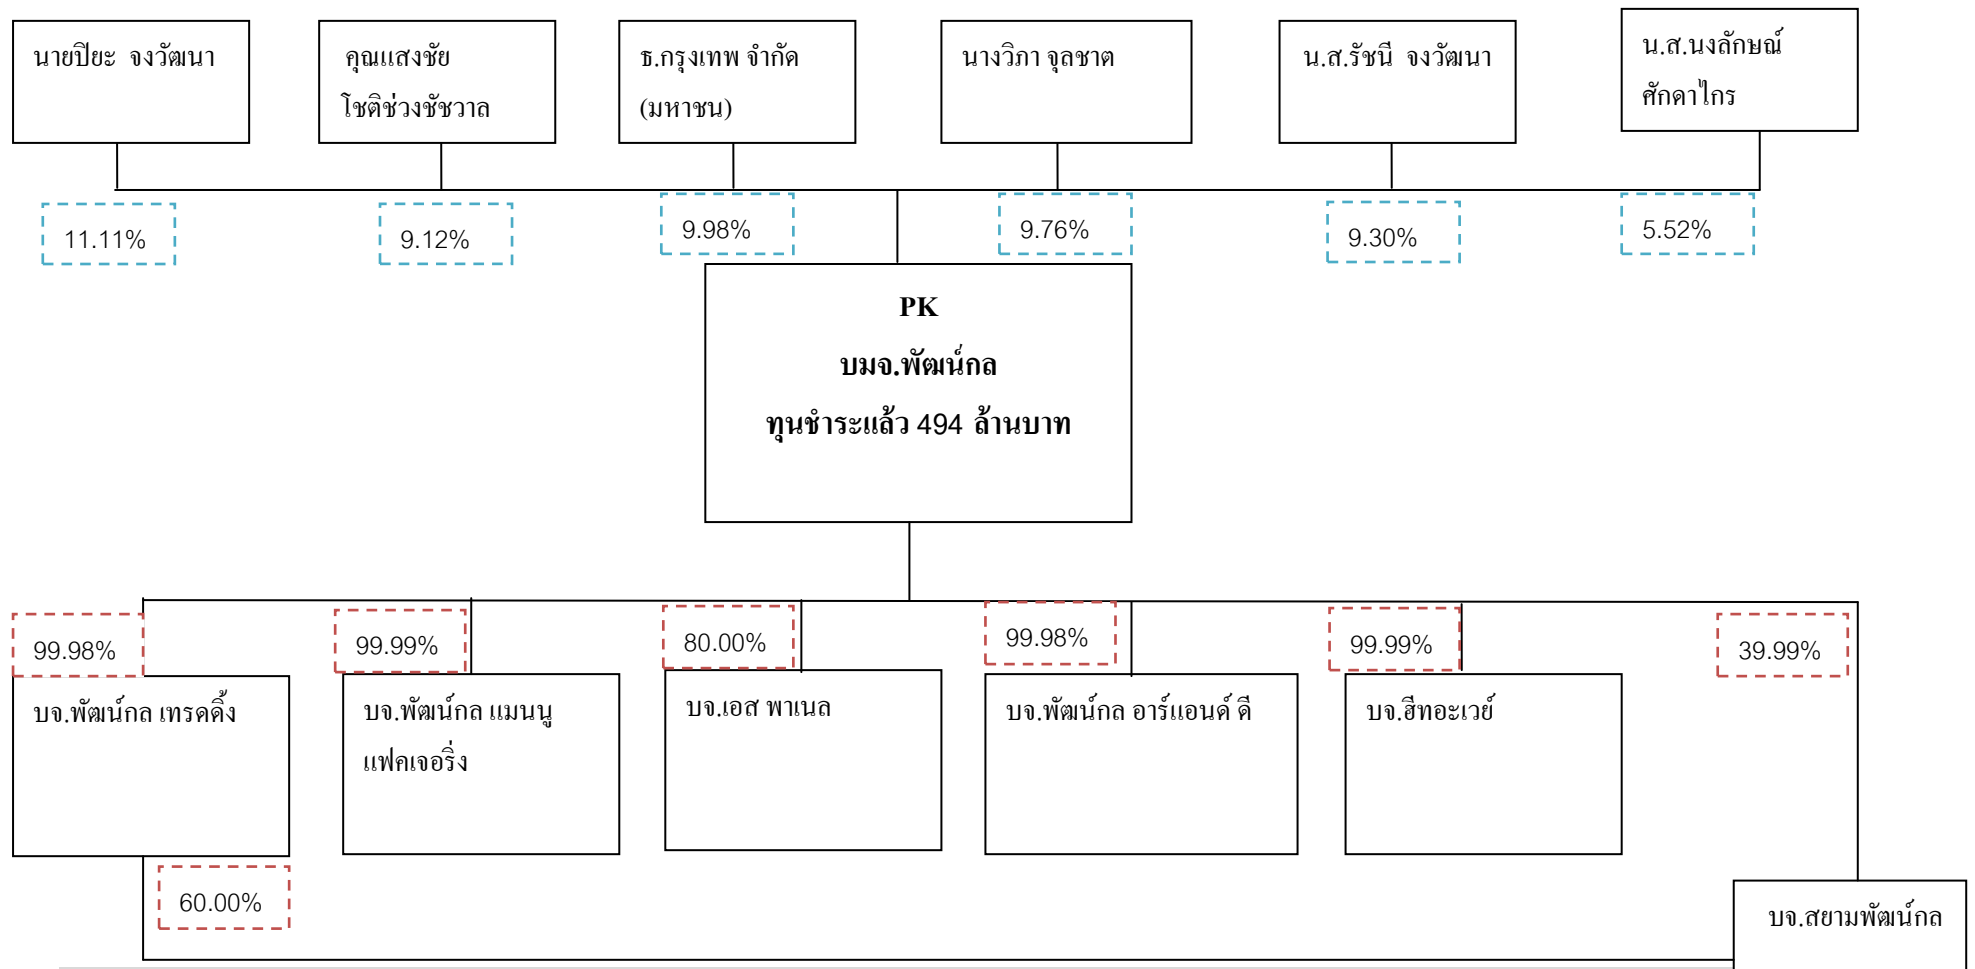 นายปิยะ จงวัฒนา
คุณแสงชัย
โชติช่วงชัชวาล
ธ.กรุงเทพ จำกัด
(มหาชน)
นางวิภา จุลชาต
น.ส.รัชนี จงวัฒนา
น.ส.นงลักษณ์
ศักดาไกร
11.11%
9.12%
9.98%
9.76%
9.30%
5.52%
PK
บมจ.พัฒน์กล
ทุนชำระแล้ว 494 ล้านบาท
99.98%
99.99%
80.00%
99.98%
99.99%
39.99%
บจ.พัฒน์กล เทรดดิ้ง
บจ.พัฒน์กล แมนนู
แฟคเจอริ่ง
บจ.เอส พาเนล
บจ.พัฒน์กล อาร์แอนด์ ดี
บจ.ฮีทอะเวย์
60.00%
บจ.สยามพัฒน์กล